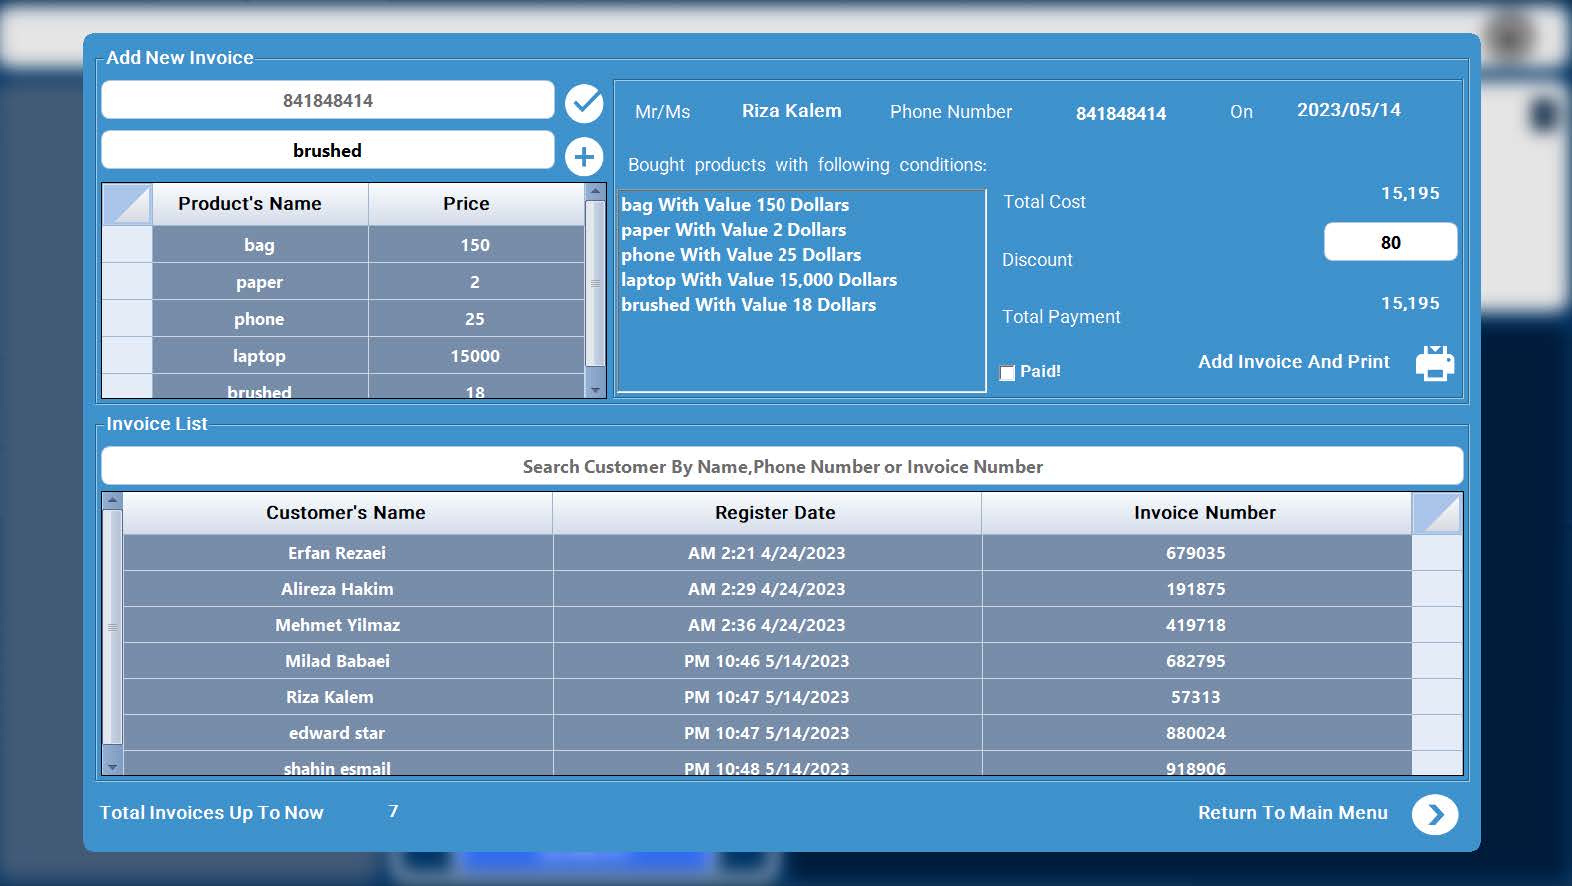 Add New Invoice
841848414
brushed
Product's Name Price
bag 150
paper 2
phone 25
laptop 15000
brushed 18
Mr/Ms Riza Kalem Phone Number 841848414 On 2023/05/14
Bought products with following conditions:
bag With Value 150 Dollars
paper With Value 2 Dollars
phone With Value 25 Dollars
laptop With Value 15,000 Dollars
brushed With Value 18 Dollars
Total Cost 15,195
Discount 80
Total Payment 15,195
Paid! Add Invoice And Print
Invoice List
Search Customer By Name,Phone Number or Invoice Number
Customer's Name Register Date Invoice Number
Erfan Rezaei AM 2:21 4/24/2023 679035
Alireza Hakim AM 2:29 4/24/2023 191875
Mehmet Yilmaz AM 2:36 4/24/2023 419718
Milad Babaei PM 10:46 5/14/2023 682795
Riza Kalem PM 10:47 5/14/2023 57313
edward star PM 10:47 5/14/2023 880024
shahin esmail PM 10:48 5/14/2023 918906
Total Invoices Up To Now 7 Return To Main Menu